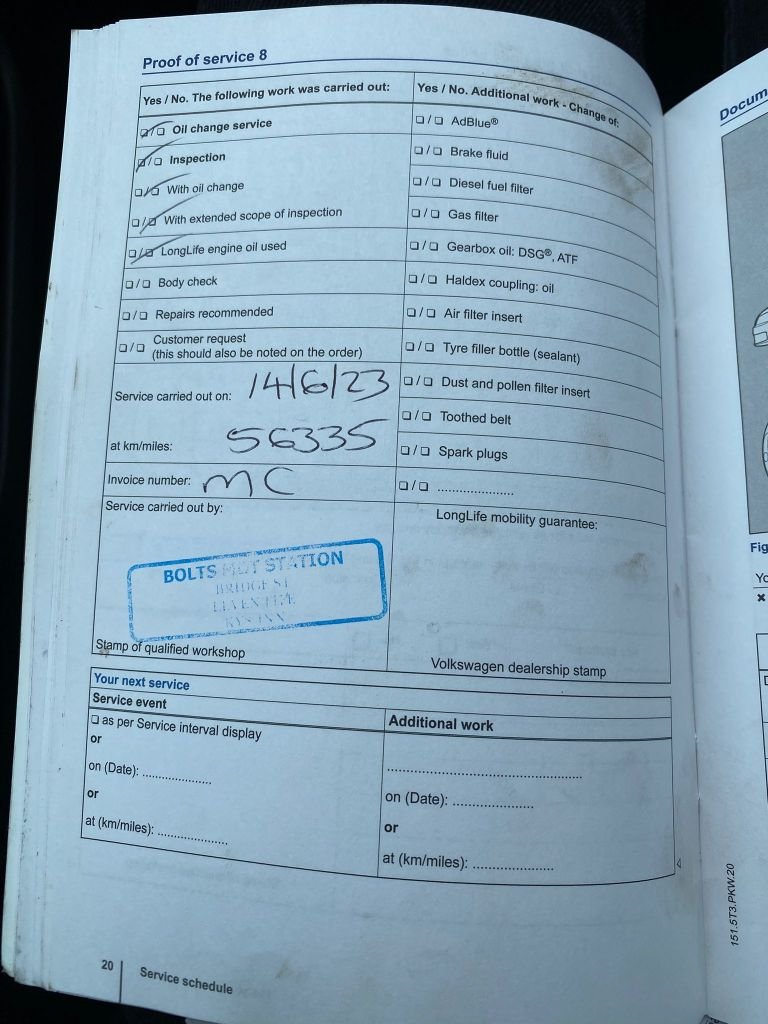 Proof of service 8
Yes / No. The following work was carried out:
❑/❑ Oil change service
❑/❑ Inspection
❑/❑ With oil change
❑/❑ With extended scope of inspection
❑/❑ LongLife engine oil used
❑/❑ Body check
❑/❑ Repairs recommended
❑/❑ Customer request
(this should also be noted on the order)
Service carried out on: 14/6/23
at km/miles: 56335
Invoice number: MC
Service carried out by:
BOLTS MOT STATION
BRIDGE ST
Stamp of qualified workshop
Yes / No. Additional work - Change of:
❑/❑ AdBlue®
❑/❑ Brake fluid
❑/❑ Diesel fuel filter
❑/❑ Gas filter
❑/❑ Gearbox oil: DSG®, ATF
❑/❑ Haldex coupling: oil
❑/❑ Air filter insert
❑/❑ Tyre filler bottle (sealant)
❑/❑ Dust and pollen filter insert
❑/❑ Toothed belt
❑/❑ Spark plugs
❑/❑ .....................
LongLife mobility guarantee:
Volkswagen dealership stamp
Your next service
Service event
❑ as per Service interval display
or
on (Date): ...................
or
at (km/miles): ...................
Additional work
......................................................
on (Date): ......................
or
at (km/miles): ......................
20
Service schedule
Docum
Fig
Yo
151.5T3.PKW.20